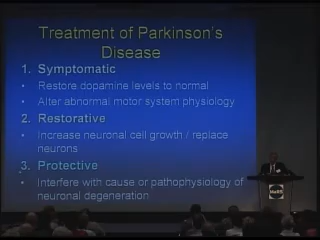 Treatment of Parkinson's
Disease
1. Symptomatic
• Restore dopamine levels to normal
• Alter abnormal motor system physiology
2. Restorative
• Increase neuronal cell growth / replace
neurons
3. Protective
• Interfere with cause or pathophysiology of
neuronal degeneration
MaRS